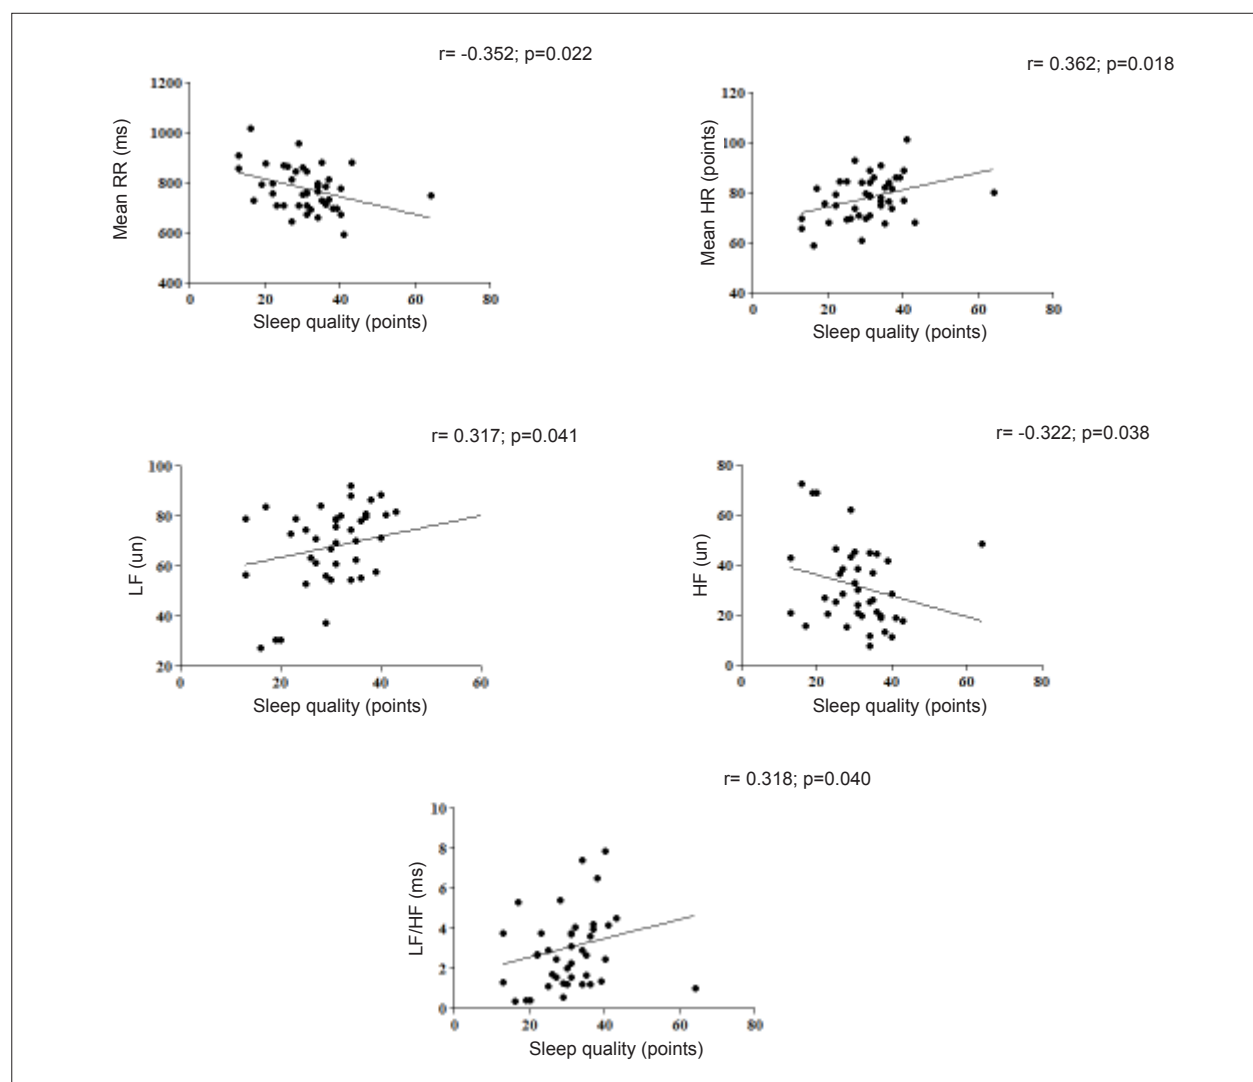 r= -0.352; p=0.022
1200
1000
800
600
400
Mean RR (ms)
0 20 40 60 80
Sleep quality (points)
r= 0.362; p=0.018
120
100
80
60
40
Mean HR (points)
0 20 40 60 80
Sleep quality (points)
r= 0.317; p=0.041
100
80
60
40
20
LF (un)
0 20 40 60
Sleep quality (points)
r= -0.322; p=0.038
80
60
40
20
0
HF (un)
0 20 40 60 80
Sleep quality (points)
r= 0.318; p=0.040
10
8
6
4
2
0
LF/HF (ms)
0 20 40 60 80
Sleep quality (points)